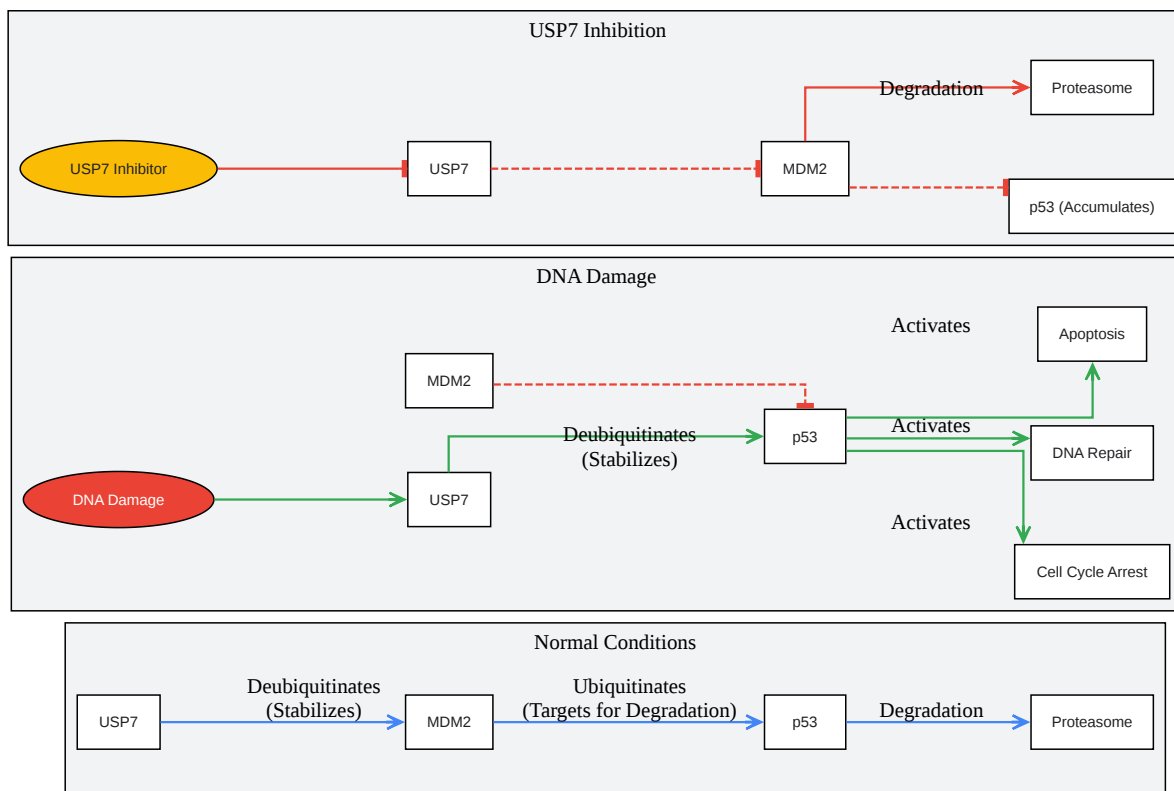 USP7 Inhibition
Degradation
Proteasome
USP7 Inhibitor
USP7
MDM2
p53 (Accumulates)
DNA Damage
Activates
Apoptosis
MDM2
Deubiquitinates
(Stabilizes)
p53
Activates
DNA Repair
DNA Damage
USP7
Activates
Cell Cycle Arrest
Normal Conditions
USP7
Deubiquitinates
(Stabilizes)
MDM2
Ubiquitinates
(Targets for Degradation)
p53
Degradation
Proteasome